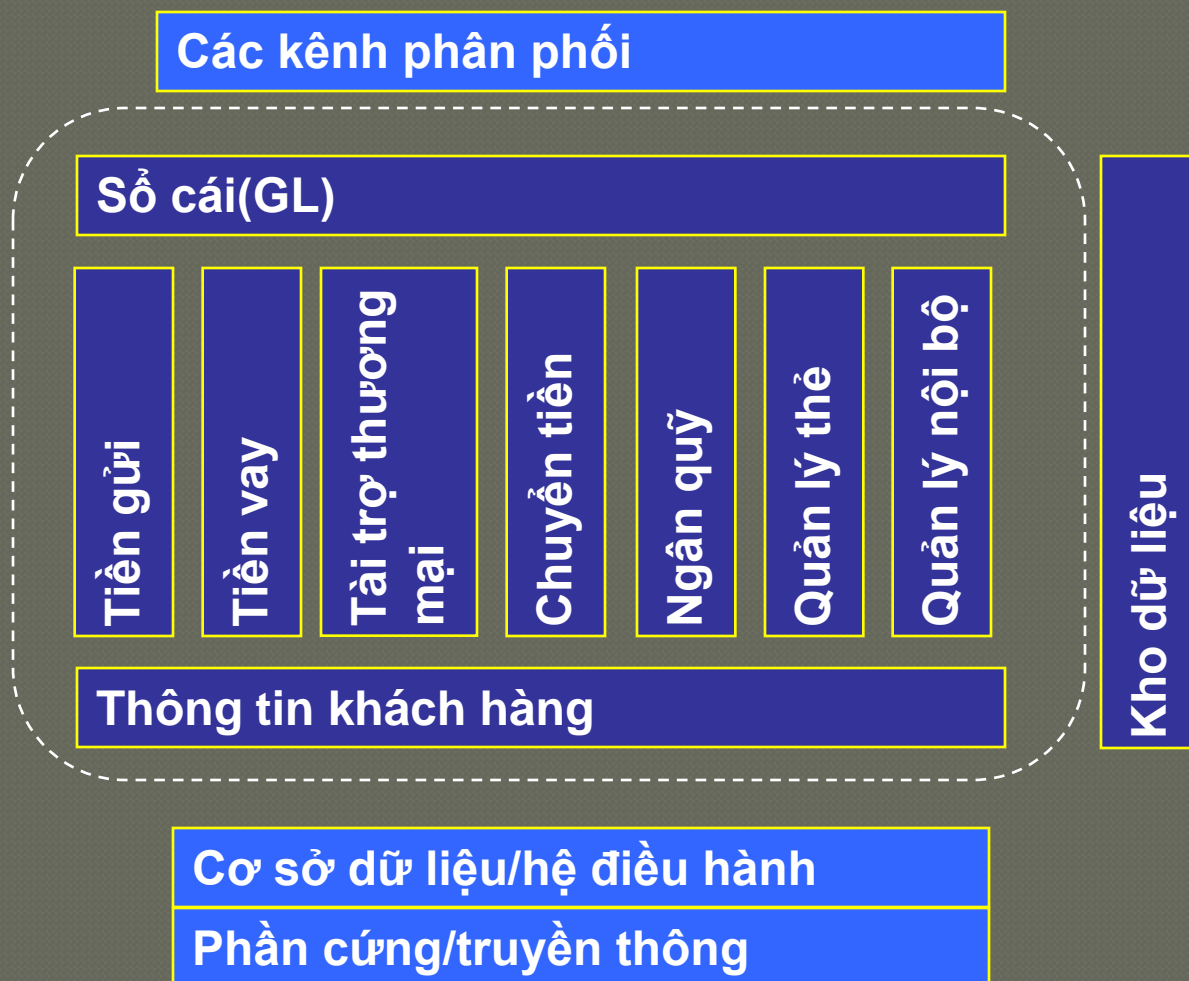 Các kênh phân phối
Sổ cái(GL)
Tiền gửi
Tiền vay
Tài trợ thương
mại
Chuyển tiền
Ngân quỹ
Quản lý thẻ
Quản lý nội bộ
Kho dữ liệu
Thông tin khách hàng
Cơ sở dữ liệu/hệ điều hành
Phần cứng/truyền thông